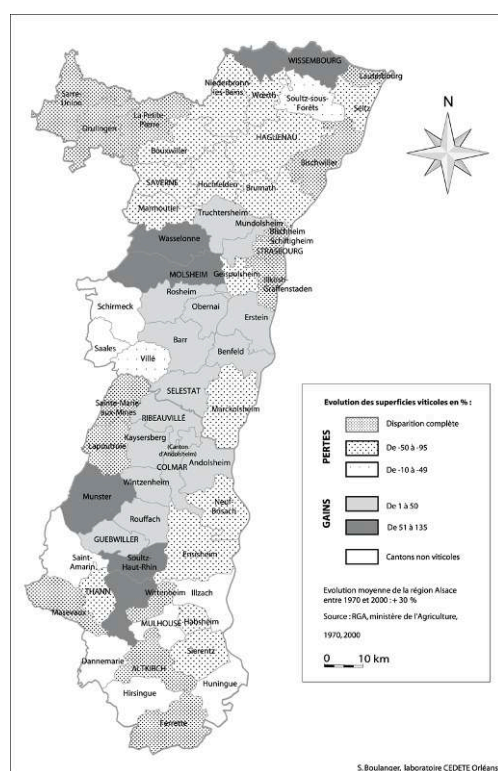 WISSEMBOURG
Lauterbourg
Niederbronn
-les-Bains
Wœrth
Soultz-sous-
Forêts
Seltz
Sarre-
Union
La Petite-
Pierre
Drulingen
HAGUENAU
Bouxwiller
Bischwiller
SAVERNE
Hochfelden
Brumath
Marmoutier
Truchtersheim
Mundolsheim
Bischheim
Schiltigheim
STRASBOURG
Wasselonne
MOLSHEIM
Geispolsheim
Illkirch-
Graffenstaden
Rosheim
Schirmeck
Obernai
Erstein
Saales
Barr
Villé
Benfeld
SELESTAT
Sainte-Marie-
aux-Mines
Marckolsheim
RIBEAUVILLÉ
Lapoutroie
Kaysersberg
(Canton
d'Andolsheim)
COLMAR
Andolsheim
Wintzenheim
Munster
Neuf-
Brisach
Rouffach
GUEBWILLER
Ensisheim
Saint-
Amarin
Soultz-
Haut-Rhin
THANN
Wittenheim
Illzach
Masevaux
MULHOUSE
Habsheim
Sierentz
Dannemarie
ALTKIRCH
Hirsingue
Huningue
Ferrette
N
Evolution des superficies viticoles en % :
PERTES
Disparition complète
De -50 à -95
De -10 à -49
GAINS
De 1 à 50
De 51 à 135
Cantons non viticoles
Evolution moyenne de la région Alsace
entre 1970 et 2000 : + 30 %
Source : RGA, ministère de l'Agriculture,
1970, 2000
0 10 km
S. Boulanger, laboratoire CEDETE Orléans